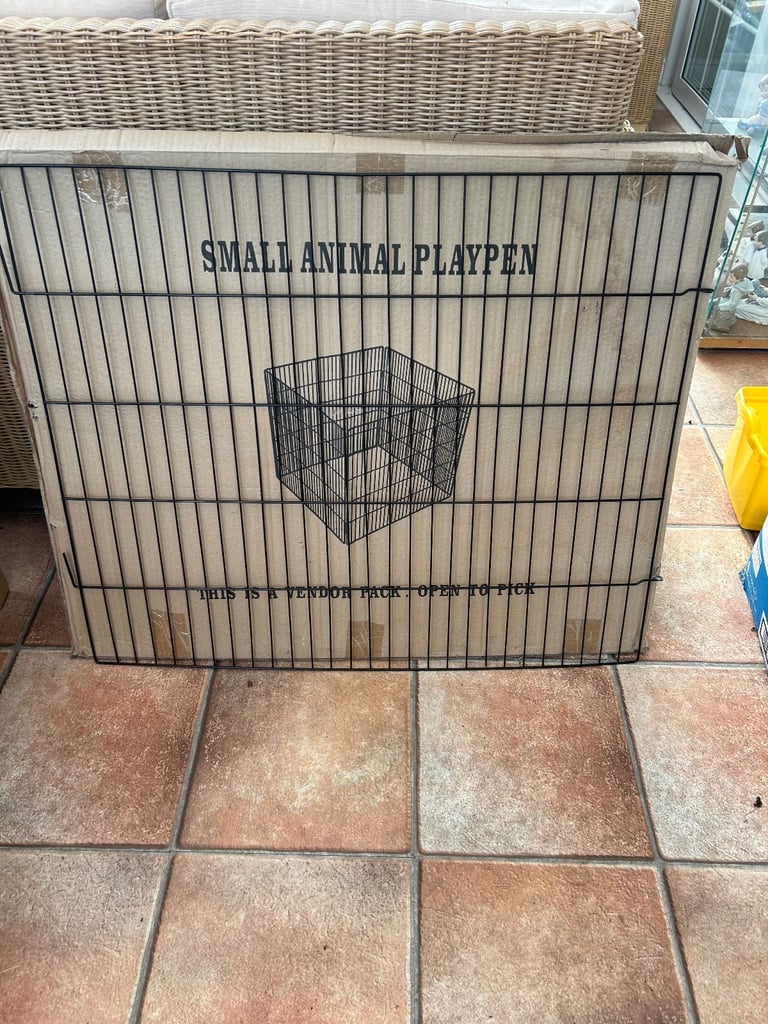 SMALL ANIMAL PLAYPEN
THIS IS A VENDOR PACK. OPEN TO PICK